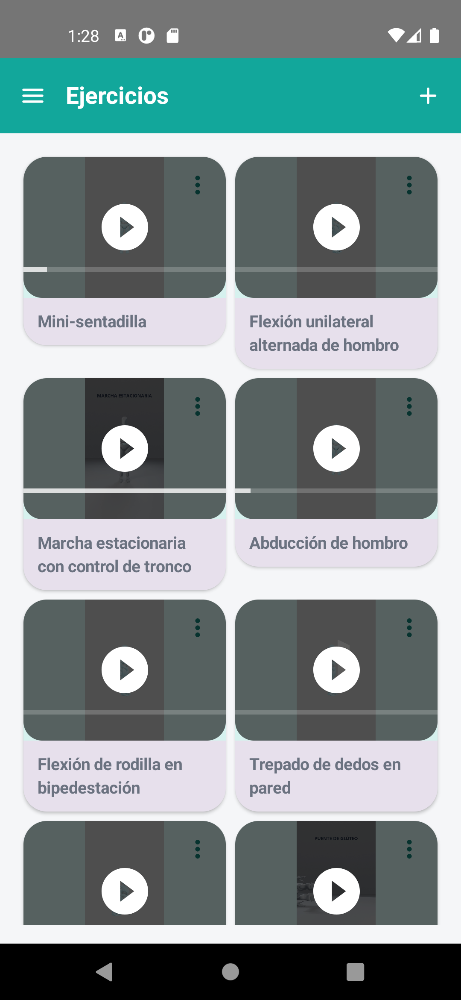 1:28
Ejercicios
Mini-sentadilla
Flexión unilateral
alternada de hombro
MARCHA ESTACIONARIA
Marcha estacionaria
con control de tronco
Abducción de hombro
Flexión de rodilla en
bipedestación
Trepado de dedos en
pared
PUENTE DE GLÚTEO